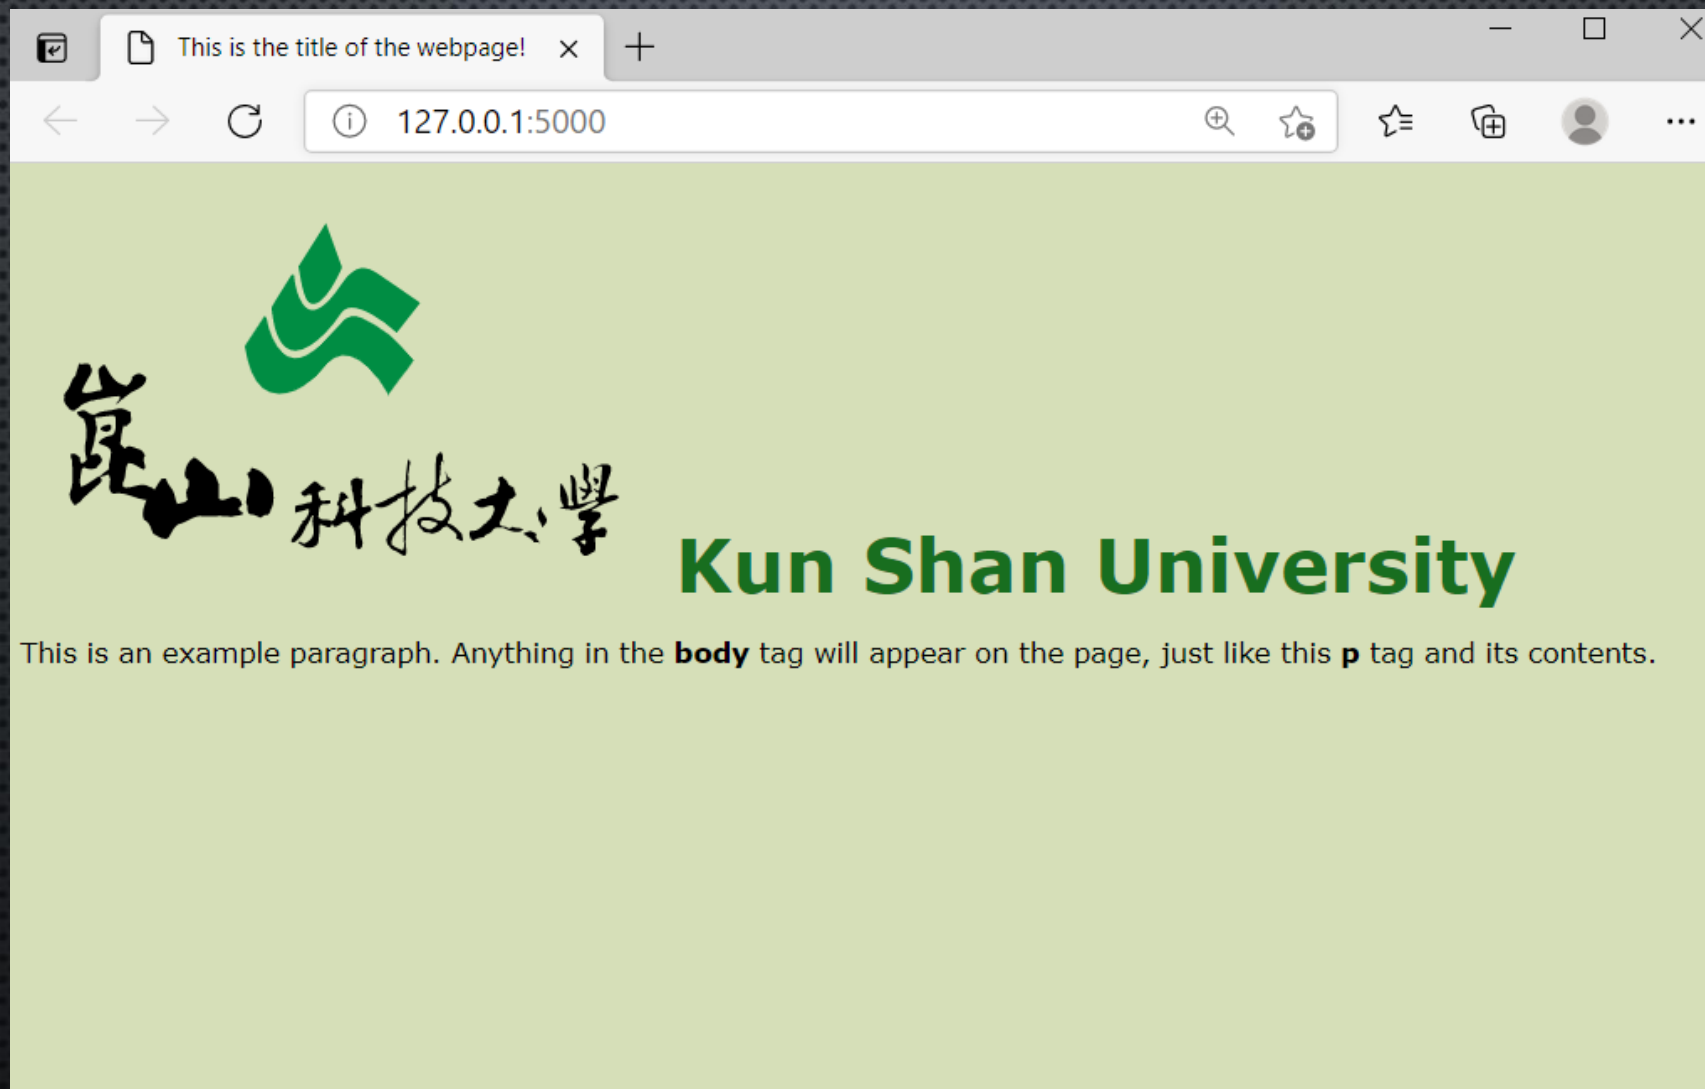 This is the title of the webpage!
127.0.0.1:5000
崑山科技大學
Kun Shan University
This is an example paragraph. Anything in the body tag will appear on the page, just like this p tag and its contents.